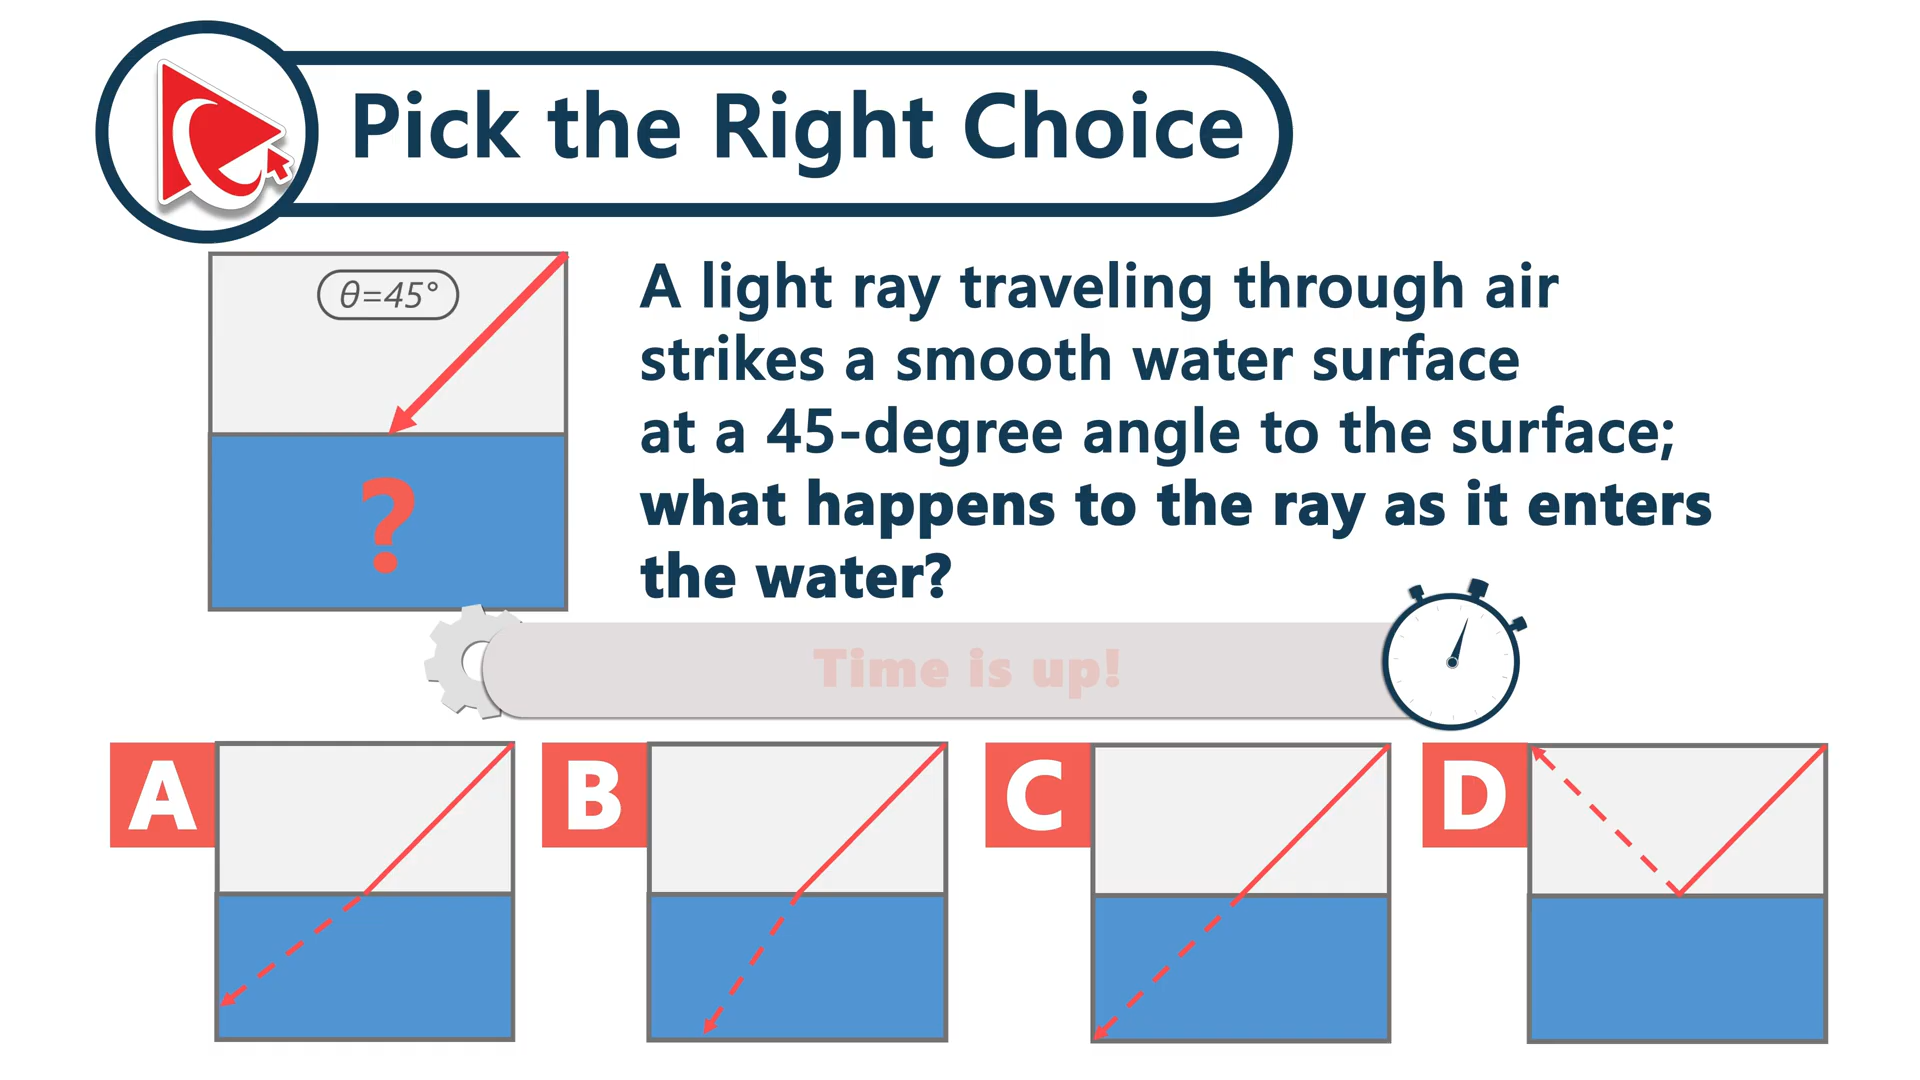 Pick the Right Choice
θ=45°
A light ray traveling through air
strikes a smooth water surface
at a 45-degree angle to the surface;
what happens to the ray as it enters
the water?
?
Time is up!
A
B
C
D